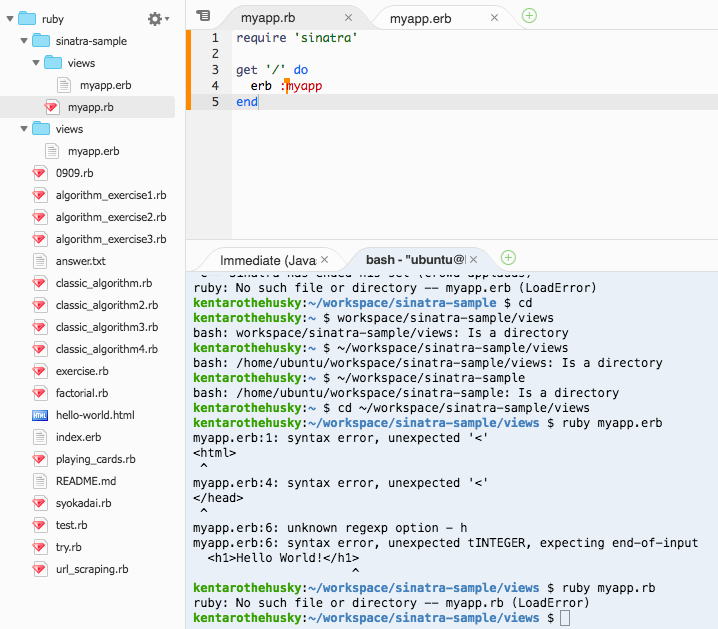 ruby
sinatra-sample
views
myapp.erb
myapp.rb
views
myapp.erb
0909.rb
algorithm_exercise1.rb
algorithm_exercise2.rb
algorithm_exercise3.rb
answer.txt
classic_algorithm.rb
classic_algorithm2.rb
classic_algorithm3.rb
classic_algorithm4.rb
exercise.rb
factorial.rb
HTML hello-world.html
index.erb
playing_cards.rb
README.md
syokadai.rb
test.rb
try.rb
url_scraping.rb
myapp.rb × myapp.erb ×
1 require 'sinatra'
2
3 get '/' do
4 erb :myapp
5 end
Immediate (Javas × bash - "ubuntu@ ×
ruby: No such file or directory -- myapp.erb (LoadError)
kentarothehusky:~/workspace/sinatra-sample $ cd
kentarothehusky:~ $ workspace/sinatra-sample/views
bash: workspace/sinatra-sample/views: Is a directory
kentarothehusky:~ $ ~/workspace/sinatra-sample/views
bash: /home/ubuntu/workspace/sinatra-sample/views: Is a directory
kentarothehusky:~ $ ~/workspace/sinatra-sample
bash: /home/ubuntu/workspace/sinatra-sample: Is a directory
kentarothehusky:~ $ cd ~/workspace/sinatra-sample/views
kentarothehusky:~/workspace/sinatra-sample/views $ ruby myapp.erb
myapp.erb:1: syntax error, unexpected '<'
<html>
^
myapp.erb:4: syntax error, unexpected '<'
</head>
^
myapp.erb:6: unknown regexp option - h
myapp.erb:6: syntax error, unexpected tINTEGER, expecting end-of-input
<h1>Hello World!</h1>
^
kentarothehusky:~/workspace/sinatra-sample/views $ ruby myapp.rb
ruby: No such file or directory -- myapp.rb (LoadError)
kentarothehusky:~/workspace/sinatra-sample/views $